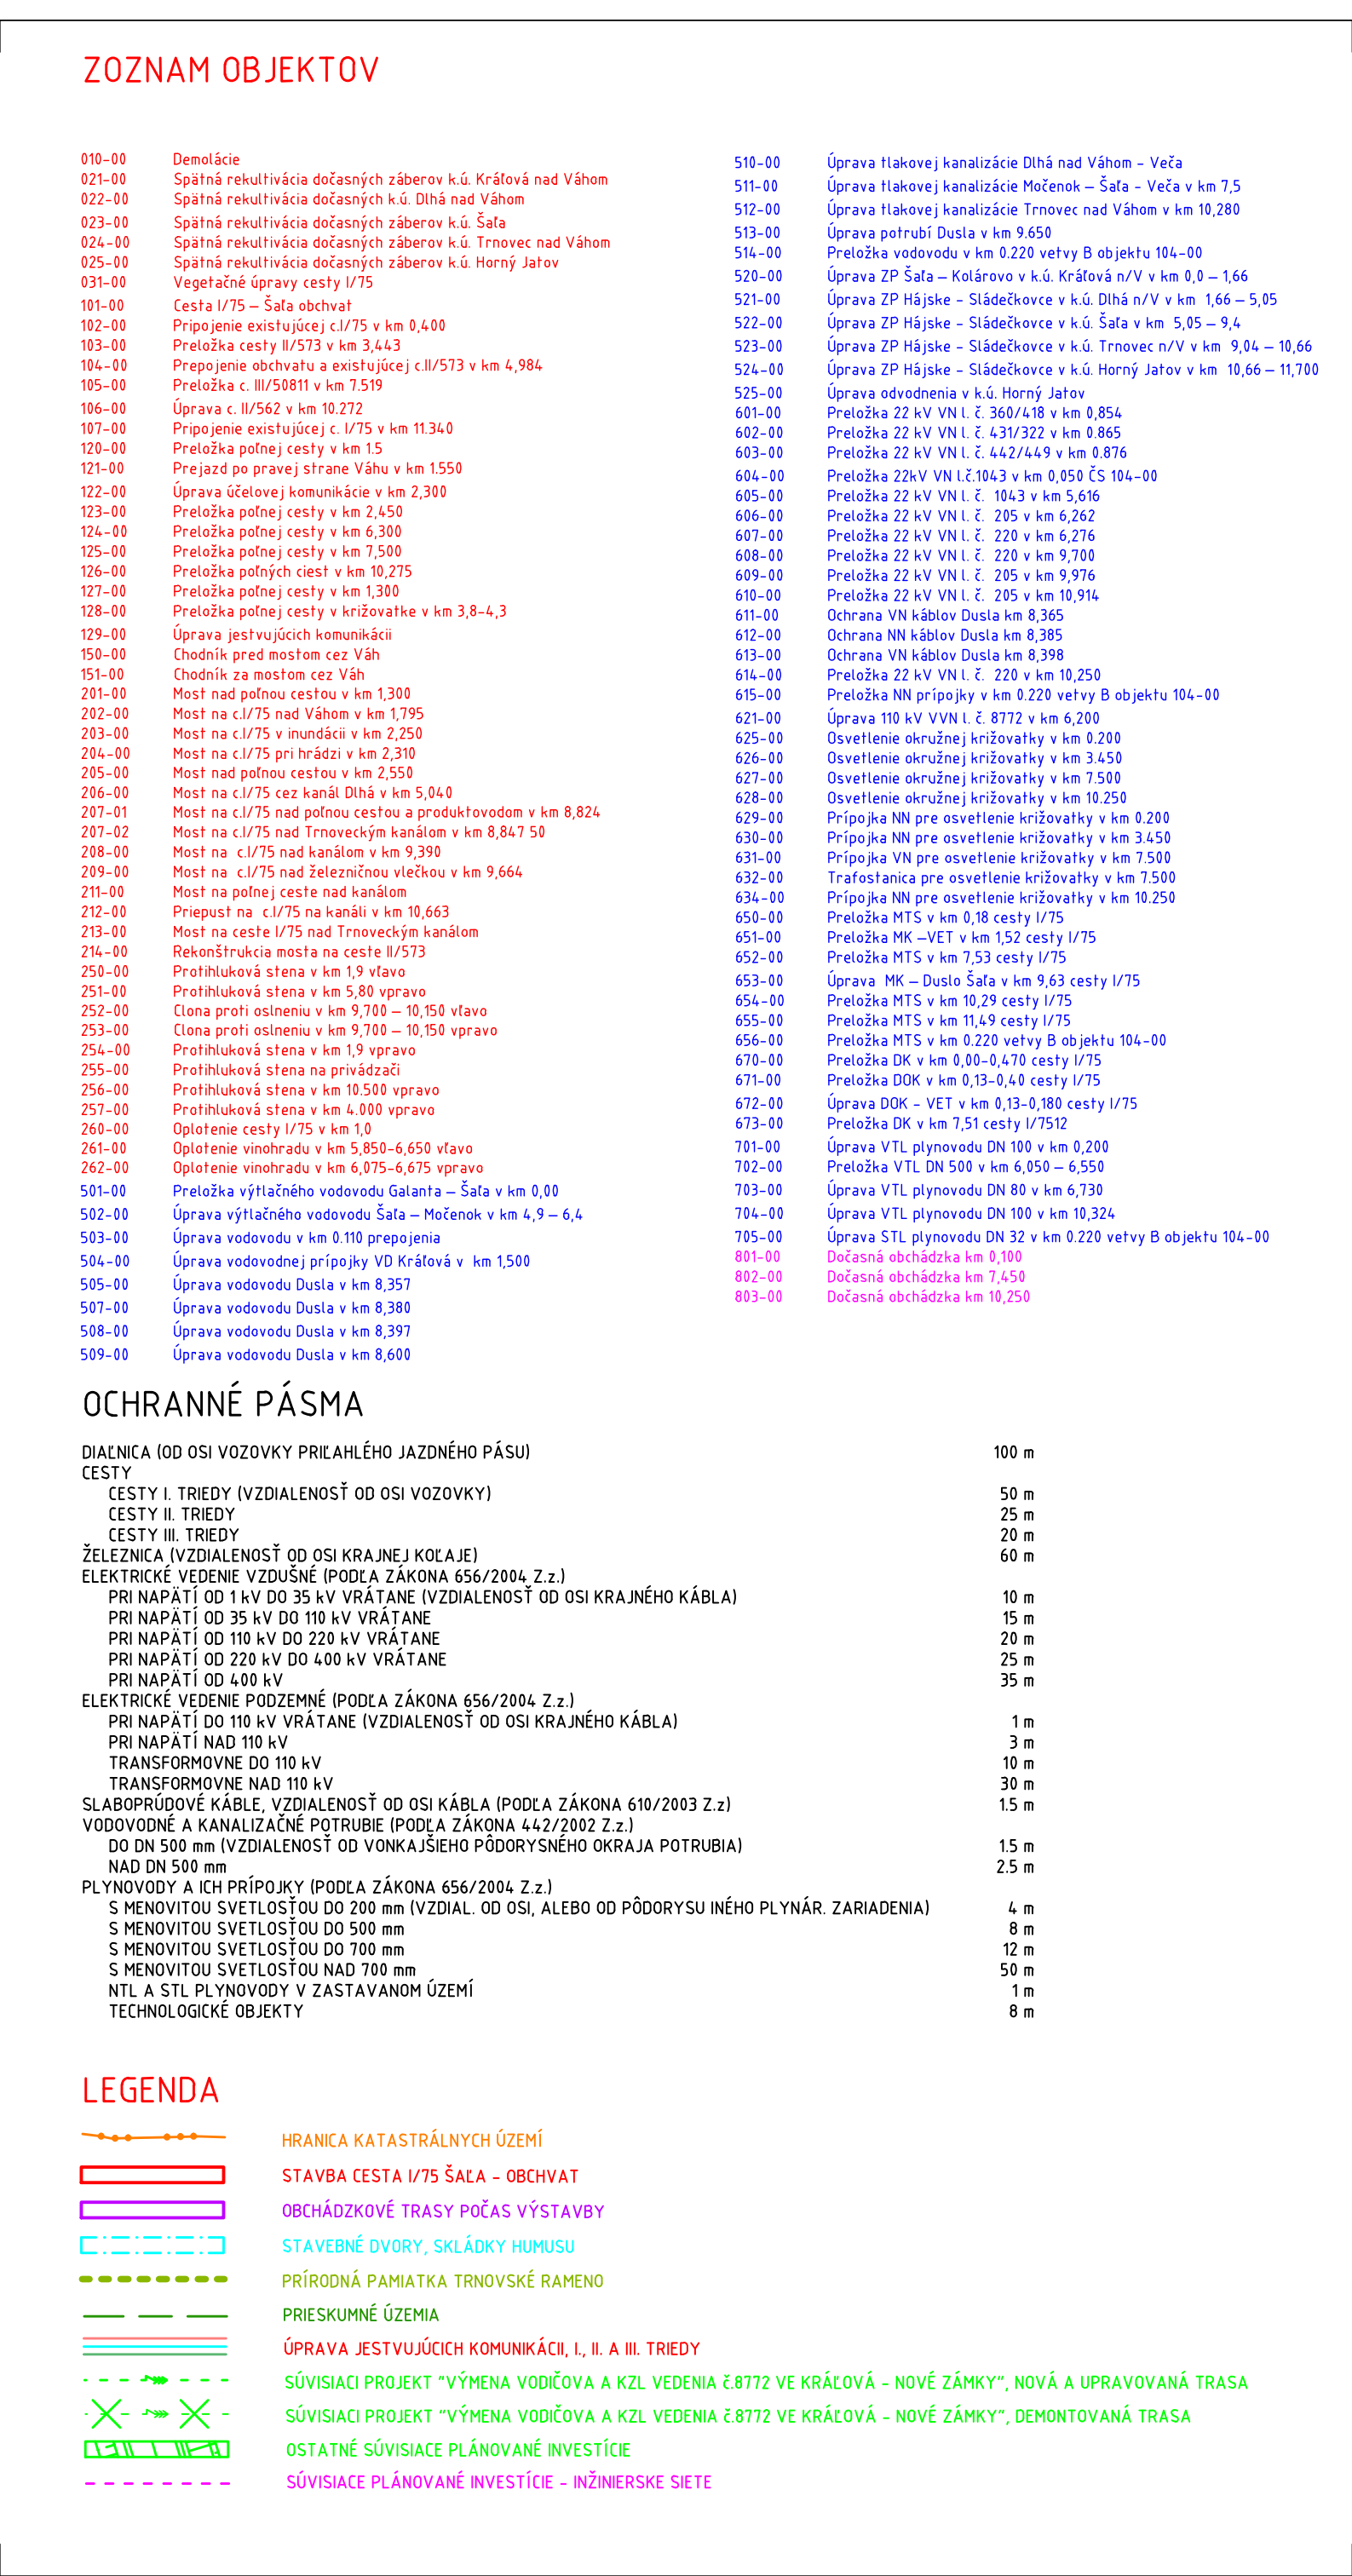 ZOZNAM OBJEKTOV
010-00 Demolácie
021-00 Spätná rekultivácia dočasných záberov k.ú. Kráľová nad Váhom
022-00 Spätná rekultivácia dočasných k.ú. Dlhá nad Váhom
023-00 Spätná rekultivácia dočasných záberov k.ú. Šaľa
024-00 Spätná rekultivácia dočasných záberov k.ú. Trnovec nad Váhom
025-00 Spätná rekultivácia dočasných záberov k.ú. Horný Jatov
031-00 Vegetačné úpravy cesty I/75
101-00 Cesta I/75 – Šaľa obchvat
102-00 Pripojenie existujúcej c.I/75 v km 0,400
103-00 Preložka cesty II/573 v km 3,443
104-00 Prepojenie obchvatu a existujúcej c.II/573 v km 4,984
105-00 Preložka c. III/50811 v km 7.519
106-00 Úprava c. II/562 v km 10.272
107-00 Pripojenie existujúcej c. I/75 v km 11.340
120-00 Preložka poľnej cesty v km 1.5
121-00 Prejazd po pravej strane Váhu v km 1.550
122-00 Úprava účelovej komunikácie v km 2,300
123-00 Preložka poľnej cesty v km 2,450
124-00 Preložka poľnej cesty v km 6,300
125-00 Preložka poľnej cesty v km 7,500
126-00 Preložka poľných ciest v km 10,275
127-00 Preložka poľnej cesty v km 1,300
128-00 Preložka poľnej cesty v križovatke v km 3,8-4,3
129-00 Úprava jestvujúcich komunikácii
150-00 Chodník pred mostom cez Váh
151-00 Chodník za mostom cez Váh
201-00 Most nad poľnou cestou v km 1,300
202-00 Most na c.I/75 nad Váhom v km 1,795
203-00 Most na c.I/75 v inundácii v km 2,250
204-00 Most na c.I/75 pri hrádzi v km 2,310
205-00 Most nad poľnou cestou v km 2,550
206-00 Most na c.I/75 cez kanál Dlhá v km 5,040
207-01 Most na c.I/75 nad poľnou cestou a produktovodom v km 8,824
207-02 Most na c.I/75 nad Trnoveckým kanálom v km 8,847 50
208-00 Most na c.I/75 nad kanálom v km 9,390
209-00 Most na c.I/75 nad železničnou vlečkou v km 9,664
211-00 Most na poľnej ceste nad kanálom
212-00 Priepust na c.I/75 na kanáli v km 10,663
213-00 Most na ceste I/75 nad Trnoveckým kanálom
214-00 Rekonštrukcia mosta na ceste II/573
250-00 Protihluková stena v km 1,9 vľavo
251-00 Protihluková stena v km 5,80 vpravo
252-00 Clona proti oslneniu v km 9,700 – 10,150 vľavo
253-00 Clona proti oslneniu v km 9,700 – 10,150 vpravo
254-00 Protihluková stena v km 1,9 vpravo
255-00 Protihluková stena na privádzači
256-00 Protihluková stena v km 10.500 vpravo
257-00 Protihluková stena v km 4.000 vpravo
260-00 Oplotenie cesty I/75 v km 1,0
261-00 Oplotenie vinohradu v km 5,850-6,650 vľavo
262-00 Oplotenie vinohradu v km 6,075-6,675 vpravo
501-00 Preložka výtlačného vodovodu Galanta – Šaľa v km 0,00
502-00 Úprava výtlačného vodovodu Šaľa – Močenok v km 4,9 – 6,4
503-00 Úprava vodovodu v km 0.110 prepojenia
504-00 Úprava vodovodnej prípojky VD Kráľová v km 1,500
505-00 Úprava vodovodu Dusla v km 8,357
507-00 Úprava vodovodu Dusla v km 8,380
508-00 Úprava vodovodu Dusla v km 8,397
509-00 Úprava vodovodu Dusla v km 8,600
510-00 Úprava tlakovej kanalizácie Dlhá nad Váhom - Veča
511-00 Úprava tlakovej kanalizácie Močenok – Šaľa - Veča v km 7,5
512-00 Úprava tlakovej kanalizácie Trnovec nad Váhom v km 10,280
513-00 Úprava potrubí Dusla v km 9.650
514-00 Preložka vodovodu v km 0.220 vetvy B objektu 104-00
520-00 Úprava ZP Šaľa – Kolárovo v k.ú. Kráľová n/V v km 0,0 – 1,66
521-00 Úprava ZP Hájske - Sládečkovce v k.ú. Dlhá n/V v km 1,66 – 5,05
522-00 Úprava ZP Hájske - Sládečkovce v k.ú. Šaľa v km 5,05 – 9,4
523-00 Úprava ZP Hájske - Sládečkovce v k.ú. Trnovec n/V v km 9,04 – 10,66
524-00 Úprava ZP Hájske - Sládečkovce v k.ú. Horný Jatov v km 10,66 – 11,700
525-00 Úprava odvodnenia v k.ú. Horný Jatov
601-00 Preložka 22 kV VN l. č. 360/418 v km 0,854
602-00 Preložka 22 kV VN l. č. 431/322 v km 0.865
603-00 Preložka 22 kV VN l. č. 442/449 v km 0.876
604-00 Preložka 22kV VN l.č.1043 v km 0,050 ČS 104-00
605-00 Preložka 22 kV VN l. č. 1043 v km 5,616
606-00 Preložka 22 kV VN l. č. 205 v km 6,262
607-00 Preložka 22 kV VN l. č. 220 v km 6,276
608-00 Preložka 22 kV VN l. č. 220 v km 9,700
609-00 Preložka 22 kV VN l. č. 205 v km 9,976
610-00 Preložka 22 kV VN l. č. 205 v km 10,914
611-00 Ochrana VN káblov Dusla km 8,365
612-00 Ochrana NN káblov Dusla km 8,385
613-00 Ochrana VN káblov Dusla km 8,398
614-00 Preložka 22 kV VN l. č. 220 v km 10,250
615-00 Preložka NN prípojky v km 0.220 vetvy B objektu 104-00
621-00 Úprava 110 kV VVN l. č. 8772 v km 6,200
625-00 Osvetlenie okružnej križovatky v km 0.200
626-00 Osvetlenie okružnej križovatky v km 3.450
627-00 Osvetlenie okružnej križovatky v km 7.500
628-00 Osvetlenie okružnej križovatky v km 10.250
629-00 Prípojka NN pre osvetlenie križovatky v km 0.200
630-00 Prípojka NN pre osvetlenie križovatky v km 3.450
631-00 Prípojka VN pre osvetlenie križovatky v km 7.500
632-00 Trafostanica pre osvetlenie križovatky v km 7.500
634-00 Prípojka NN pre osvetlenie križovatky v km 10.250
650-00 Preložka MTS v km 0,18 cesty I/75
651-00 Preložka MK –VET v km 1,52 cesty I/75
652-00 Preložka MTS v km 7,53 cesty I/75
653-00 Úprava MK – Duslo Šaľa v km 9,63 cesty I/75
654-00 Preložka MTS v km 10,29 cesty I/75
655-00 Preložka MTS v km 11,49 cesty I/75
656-00 Preložka MTS v km 0.220 vetvy B objektu 104-00
670-00 Preložka DK v km 0,00-0,470 cesty I/75
671-00 Preložka DOK v km 0,13-0,40 cesty I/75
672-00 Úprava DOK - VET v km 0,13-0,180 cesty I/75
673-00 Preložka DK v km 7,51 cesty I/7512
701-00 Úprava VTL plynovodu DN 100 v km 0,200
702-00 Preložka VTL DN 500 v km 6,050 – 6,550
703-00 Úprava VTL plynovodu DN 80 v km 6,730
704-00 Úprava VTL plynovodu DN 100 v km 10,324
705-00 Úprava STL plynovodu DN 32 v km 0.220 vetvy B objektu 104-00
801-00 Dočasná obchádzka km 0,100
802-00 Dočasná obchádzka km 7,450
803-00 Dočasná obchádzka km 10,250
OCHRANNÉ PÁSMA
DIAĽNICA (OD OSI VOZOVKY PRIĽAHLÉHO JAZDNÉHO PÁSU) 100 m
CESTY
CESTY I. TRIEDY (VZDIALENOSŤ OD OSI VOZOVKY) 50 m
CESTY II. TRIEDY 25 m
CESTY III. TRIEDY 20 m
ŽELEZNICA (VZDIALENOSŤ OD OSI KRAJNEJ KOĽAJE) 60 m
ELEKTRICKÉ VEDENIE VZDUŠNÉ (PODĽA ZÁKONA 656/2004 Z.z.)
PRI NAPÄTÍ OD 1 kV DO 35 kV VRÁTANE (VZDIALENOSŤ OD OSI KRAJNÉHO KÁBLA) 10 m
PRI NAPÄTÍ OD 35 kV DO 110 kV VRÁTANE 15 m
PRI NAPÄTÍ OD 110 kV DO 220 kV VRÁTANE 20 m
PRI NAPÄTÍ OD 220 kV DO 400 kV VRÁTANE 25 m
PRI NAPÄTÍ OD 400 kV 35 m
ELEKTRICKÉ VEDENIE PODZEMNÉ (PODĽA ZÁKONA 656/2004 Z.z.)
PRI NAPÄTÍ DO 110 kV VRÁTANE (VZDIALENOSŤ OD OSI KRAJNÉHO KÁBLA) 1 m
PRI NAPÄTÍ NAD 110 kV 3 m
TRANSFORMOVNE DO 110 kV 10 m
TRANSFORMOVNE NAD 110 kV 30 m
SLABOPRÚDOVÉ KÁBLE, VZDIALENOSŤ OD OSI KÁBLA (PODĽA ZÁKONA 610/2003 Z.z) 1.5 m
VODOVODNÉ A KANALIZAČNÉ POTRUBIE (PODĽA ZÁKONA 442/2002 Z.z.)
DO DN 500 mm (VZDIALENOSŤ OD VONKAJŠIEHO PÔDORYSNÉHO OKRAJA POTRUBIA) 1.5 m
NAD DN 500 mm 2.5 m
PLYNOVODY A ICH PRÍPOJKY (PODĽA ZÁKONA 656/2004 Z.z.)
S MENOVITOU SVETLOSŤOU DO 200 mm (VZDIAL. OD OSI, ALEBO OD PÔDORYSU INÉHO PLYNÁR. ZARIADENIA) 4 m
S MENOVITOU SVETLOSŤOU DO 500 mm 8 m
S MENOVITOU SVETLOSŤOU DO 700 mm 12 m
S MENOVITOU SVETLOSŤOU NAD 700 mm 50 m
NTL A STL PLYNOVODY V ZASTAVANOM ÚZEMÍ 1 m
TECHNOLOGICKÉ OBJEKTY 8 m
LEGENDA
HRANICA KATASTRÁLNYCH ÚZEMÍ
STAVBA CESTA I/75 ŠAĽA - OBCHVAT
OBCHÁDZKOVÉ TRASY POČAS VÝSTAVBY
STAVEBNÉ DVORY, SKLÁDKY HUMUSU
PRÍRODNÁ PAMIATKA TRNOVSKÉ RAMENO
PRIESKUMNÉ ÚZEMIA
ÚPRAVA JESTVUJÚCICH KOMUNIKÁCII, I., II. A III. TRIEDY
SÚVISIACI PROJEKT "VÝMENA VODIČOVA A KZL VEDENIA č.8772 VE KRÁĽOVÁ - NOVÉ ZÁMKY", NOVÁ A UPRAVOVANÁ TRASA
SÚVISIACI PROJEKT "VÝMENA VODIČOVA A KZL VEDENIA č.8772 VE KRÁĽOVÁ - NOVÉ ZÁMKY", DEMONTOVANÁ TRASA
OSTATNÉ SÚVISIACE PLÁNOVANÉ INVESTÍCIE
SÚVISIACE PLÁNOVANÉ INVESTÍCIE - INŽINIERSKE SIETE